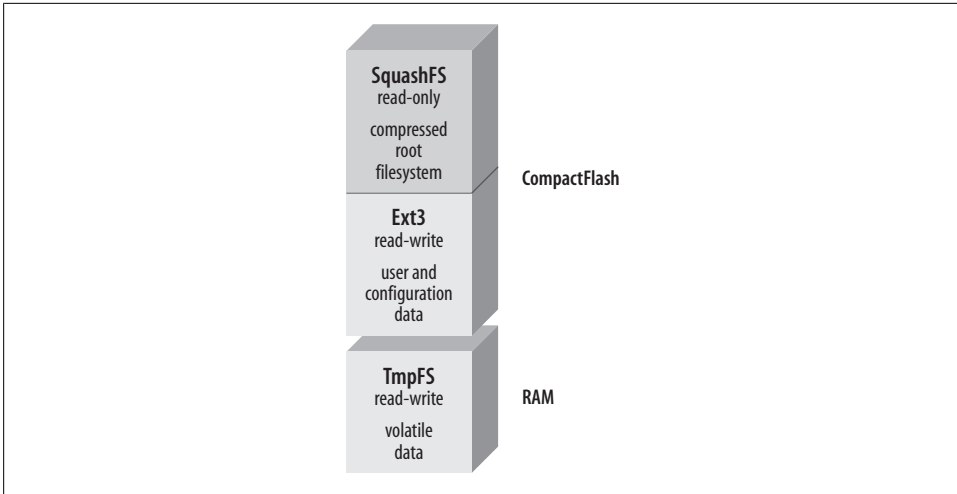 SquashFS
read-only
compressed
root
filesystem
CompactFlash
Ext3
read-write
user and
configuration
data
TmpFS
read-write
volatile
data
RAM